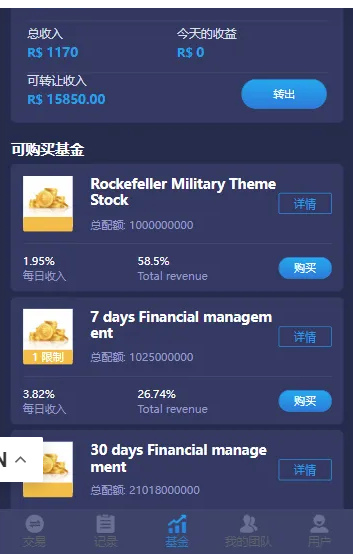 总收入
今天的收益
R$ 1170
R$ 0
可转让收入
R$ 15850.00
转出
可购买基金
Rockefeller Military Theme
Stock
详情
总配额: 1000000000
1.95%
58.5%
每日收入
Total revenue
购买
7 days Financial managem
ent
详情
1 限制
总配额: 1025000000
3.82%
26.74%
每日收入
Total revenue
购买
30 days Financial manage
ment
详情
N
总配额: 21018000000
交易
记录
基金
我的团队
用户